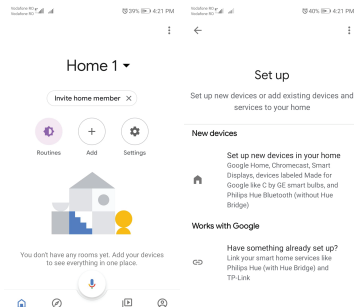 Vodafone RO
Vodafone RO
39% 4:21 PM
Home 1
Invite home member
Routines
Add
Settings
You don't have any rooms yet. Add your devices
to see everything in one place.
Vodafone RO
Vodafone RO
40% 4:21 PM
Set up
Set up new devices or add existing devices and
services to your home
New devices
Set up new devices in your home
Google Home, Chromecast, Smart
Displays, devices labeled Made for
Google like C by GE smart bulbs, and
Philips Hue Bluetooth (without Hue
Bridge)
Works with Google
Have something already set up?
Link your smart home services like
Philips Hue (with Hue Bridge) and
TP-Link